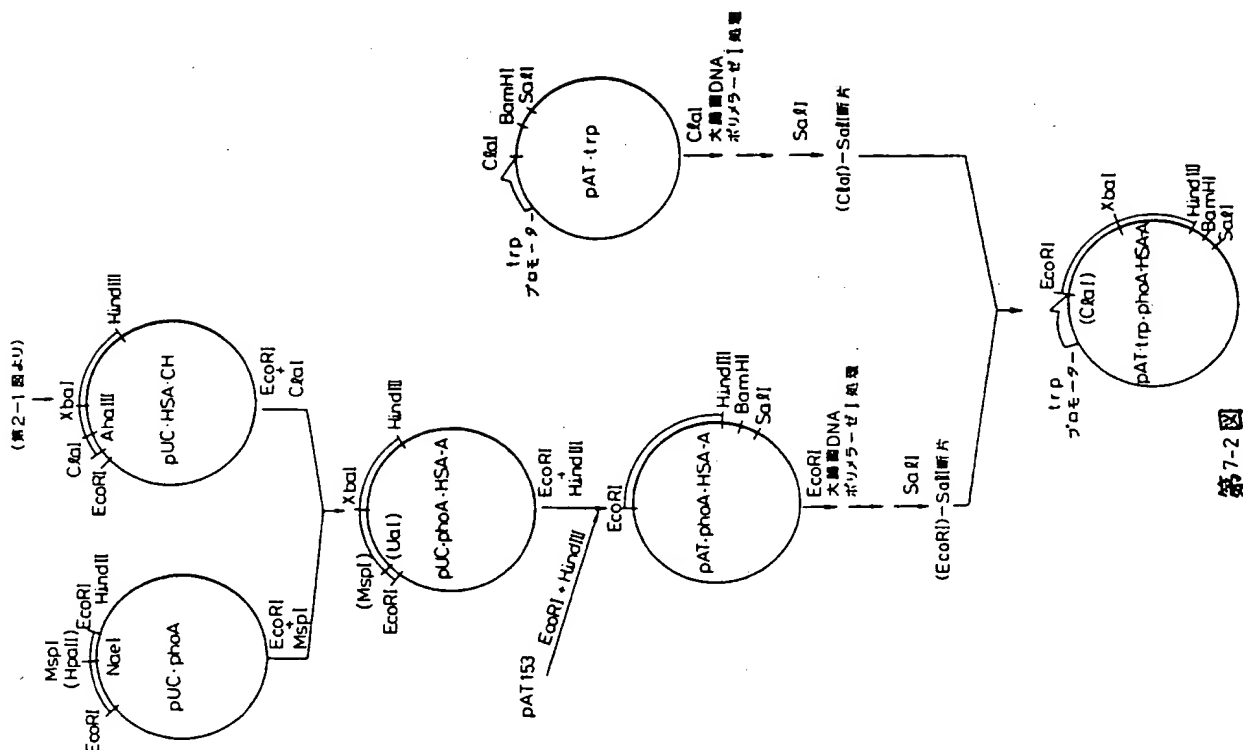 (第2-1図より)
MspI
(HpaII)
EcoRI
HindIII
EcoRI
NaeI
pUC・phoA
EcoRI
+
MspI
XbaI
ClaI
AhaIII
EcoRI
HindIII
pUC・HSA・CH
EcoRI
+
ClaI
XbaI
(MspI)
EcoRI
HindIII
pUC・phoA・HSA-A
EcoRI
+
HindIII
pAT153
EcoRI + HindIII
EcoRI
HindIII
BamHI
SalI
pAT・phoA・HSA-A
EcoRI
大腸菌DNA
ポリメラーゼI処理
SalI
(EcoRI)-SalI断片
trp
プロモーター
ClaI
BamHI
SalI
pAT・trp
ClaI
大腸菌DNA
ポリメラーゼI処理
SalI
(ClaI)-SalI断片
trp
プロモーター
EcoRI
(ClaI)
XbaI
HindIII
BamHI
SalI
pAT・trp・phoA・HSA-A
第7-2図